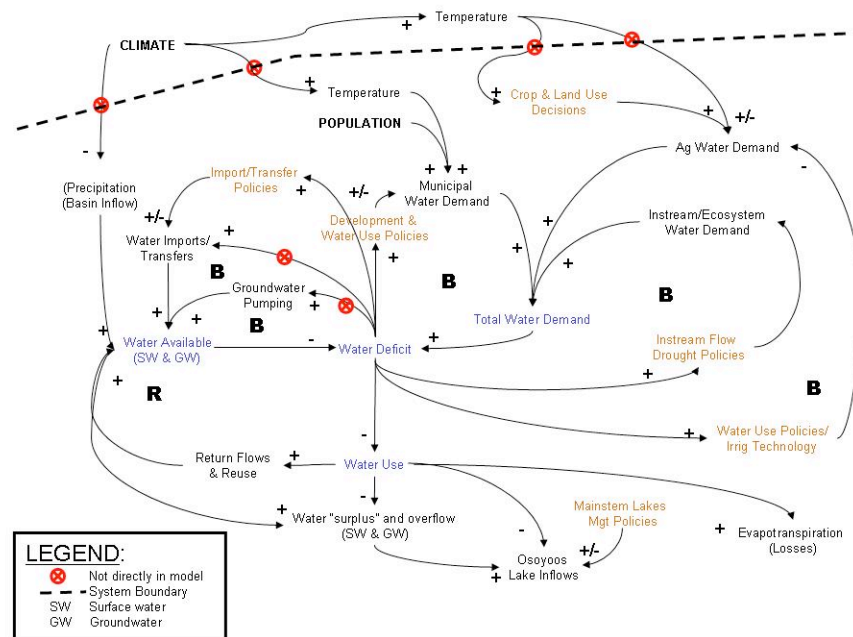 Temperature
CLIMATE
+
+
Temperature
+
Crop & Land Use
Decisions
+
+/-
POPULATION
-
Ag Water Demand
-
(Precipitation
(Basin Inflow)
Import/Transfer
Policies
+
+/-
+
+
Municipal
Water Demand
+/-
Development &
Water Use Policies
Instream/Ecosystem
Water Demand
+
+
+
+
+
Water Imports/
Transfers
+
B
B
B
Groundwater
Pumping
+
+
+
B
Total Water Demand
+
Water Available
(SW & GW)
-
Water Deficit
+
Instream Flow
Drought Policies
+
+
R
B
Water Use Policies/
Irrig Technology
+
-
Return Flows
& Reuse
+
Water Use
-
+
Water "surplus" and overflow
(SW & GW)
-
Mainstem Lakes
Mgt Policies
+/-
+
Evapotranspiration
(Losses)
Osoyoos
Lake Inflows
+
LEGEND:
Not directly in model
System Boundary
SW Surface water
GW Groundwater